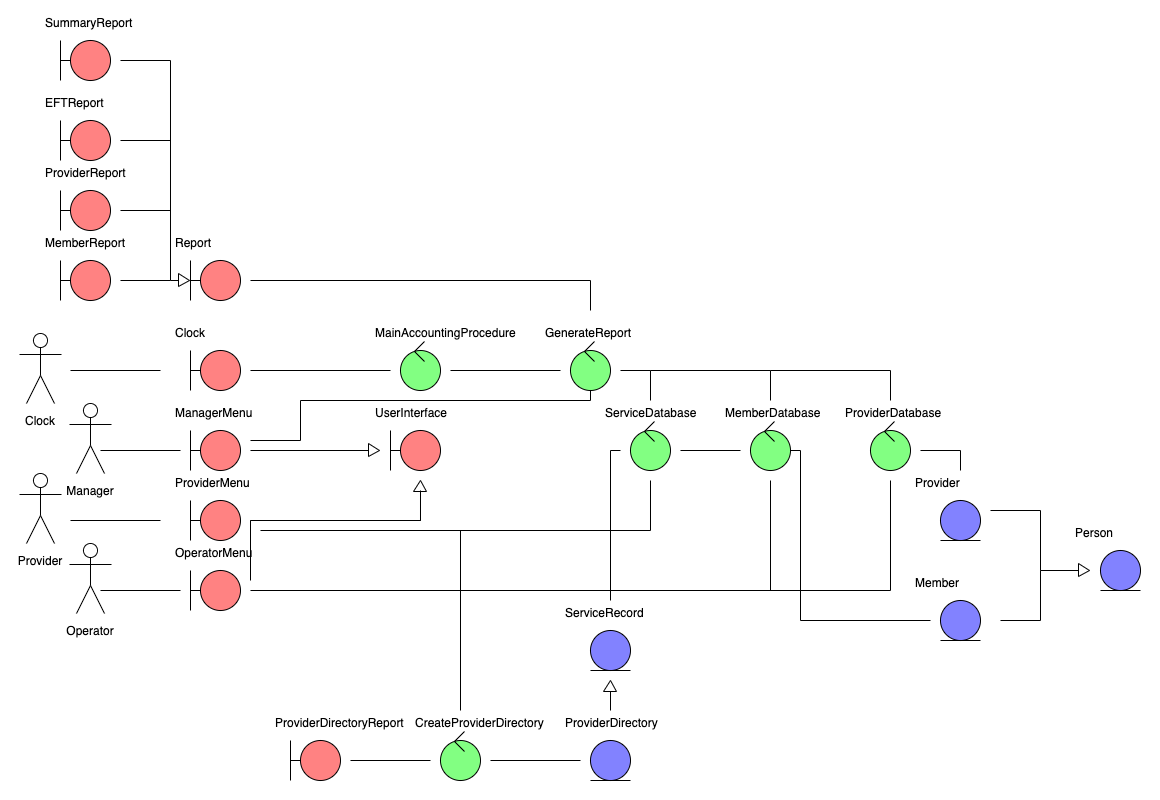 SummaryReport
EFTReport
ProviderReport
MemberReport
Report
Clock
MainAccountingProcedure
GenerateReport
Clock
ManagerMenu
UserInterface
ServiceDatabase
MemberDatabase
ProviderDatabase
Manager
ProviderMenu
Provider
Person
Provider
OperatorMenu
Member
Operator
ServiceRecord
ProviderDirectoryReport
CreateProviderDirectory
ProviderDirectory